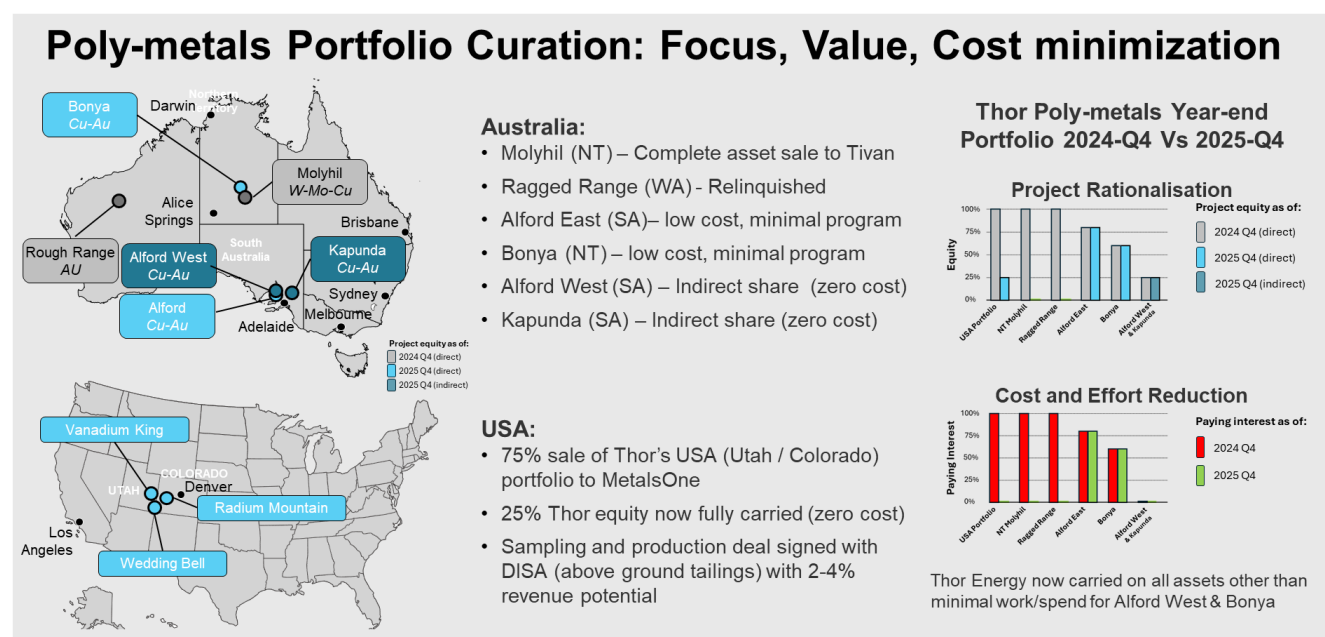 Poly-metals Portfolio Curation: Focus, Value, Cost minimization
Bonya
Cu-Au
Darwin
Northern
Territory
Molyhil
W-Mo-Cu
Alice
Springs
Brisbane
Rough Range
AU
Alford West
Cu-Au
South
Australia
Kapunda
Cu-Au
Alford
Cu-Au
Sydney
Melbourne
Adelaide
Project equity as of:
2024 Q4 (direct)
2025 Q4 (direct)
2025 Q4 (indirect)
Vanadium King
COLORADO
UTAH
Denver
Radium Mountain
Los
Angeles
Wedding Bell
Australia:
• Molyhil (NT) – Complete asset sale to Tivan
• Ragged Range (WA) - Relinquished
• Alford East (SA)– low cost, minimal program
• Bonya (NT) – low cost, minimal program
• Alford West (SA) – Indirect share (zero cost)
• Kapunda (SA) – Indirect share (zero cost)
USA:
• 75% sale of Thor's USA (Utah / Colorado)
portfolio to MetalsOne
• 25% Thor equity now fully carried (zero cost)
• Sampling and production deal signed with
DISA (above ground tailings) with 2-4%
revenue potential
Thor Poly-metals Year-end
Portfolio 2024-Q4 Vs 2025-Q4
Project Rationalisation
Equity
100%
75%
50%
25%
0%
USA Portfolio
NT Molyhil
Ragged Range
Alford East
Bonya
Alford West
& Kapunda
Project equity as of:
2024 Q4 (direct)
2025 Q4 (direct)
2025 Q4 (indirect)
Cost and Effort Reduction
Paying Interest
100%
75%
50%
25%
0%
USA Portfolio
NT Molyhil
Ragged Range
Alford East
Bonya
Alford West
& Kapunda
Paying interest as of:
2024 Q4
2025 Q4
Thor Energy now carried on all assets other than
minimal work/spend for Alford West & Bonya